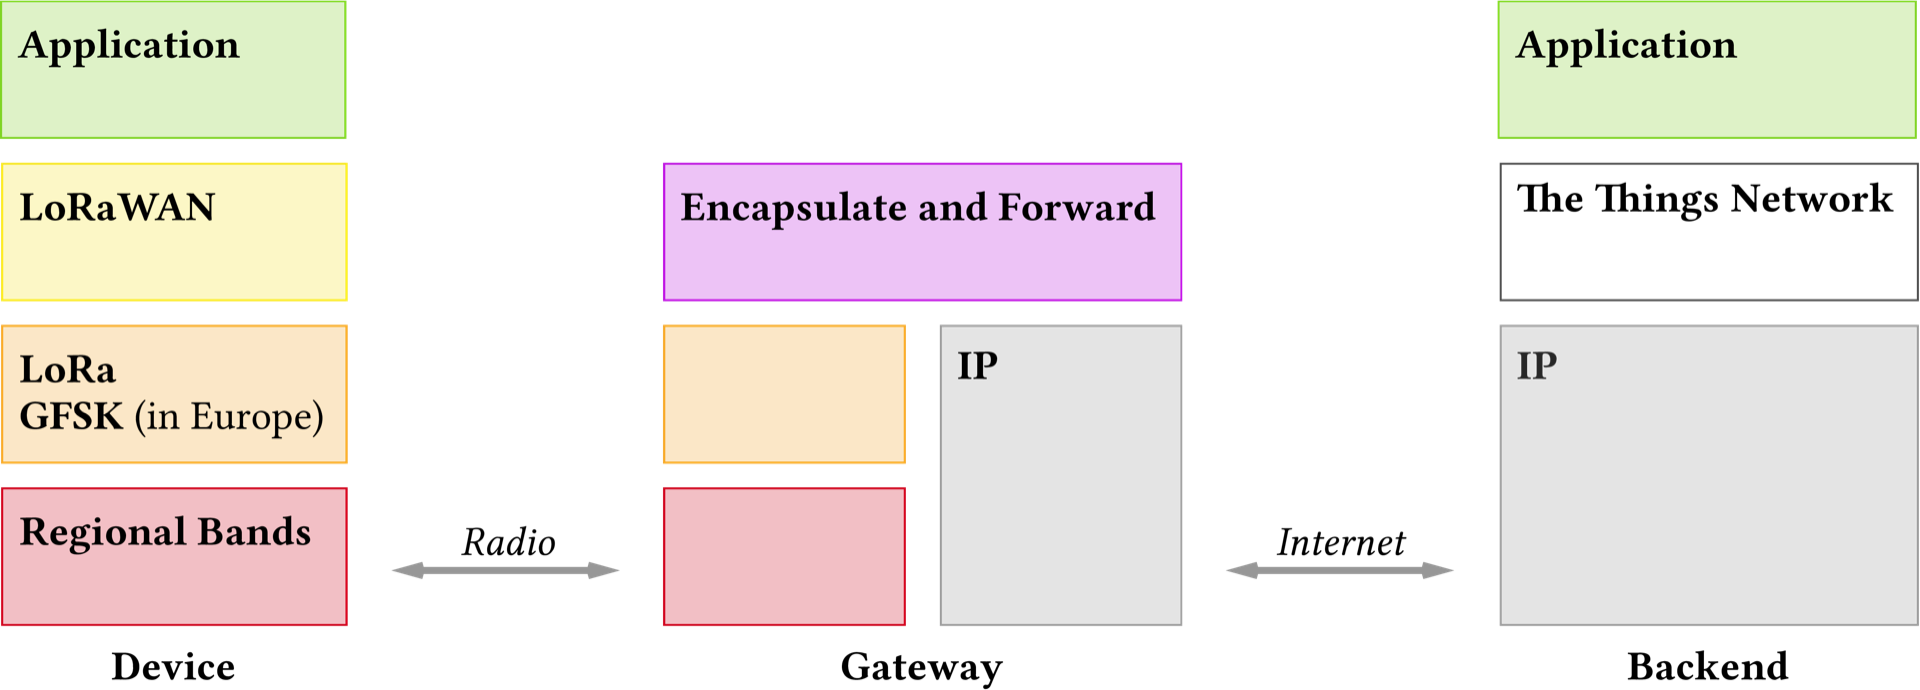 Application
Application
LoRaWAN
Encapsulate and Forward
The Things Network
LoRa
GFSK (in Europe)
IP
IP
Regional Bands
Radio
Internet
Device
Gateway
Backend